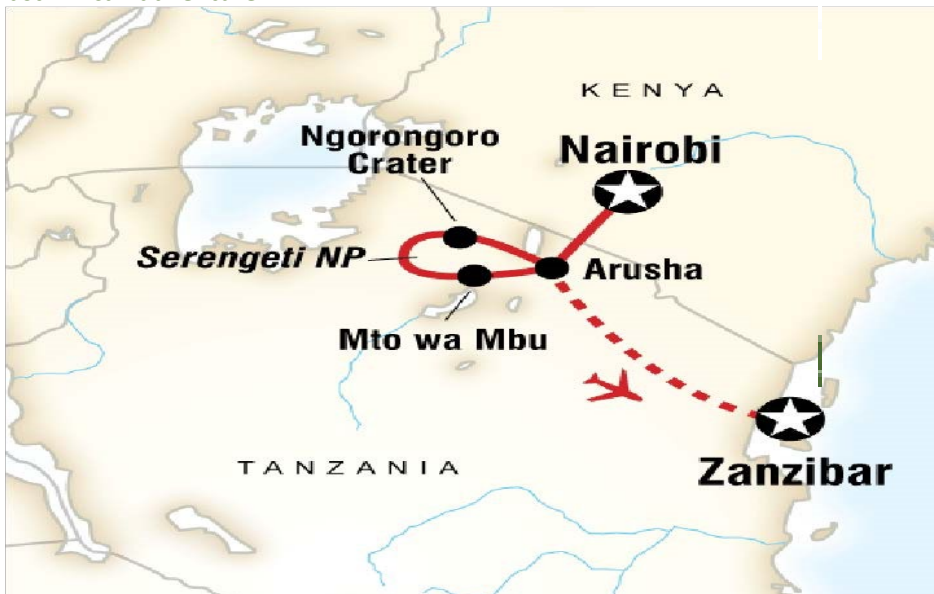 KENYA
Ngorongoro
Crater
Nairobi
Serengeti NP
Arusha
Mto wa Mbu
TANZANIA
Zanzibar